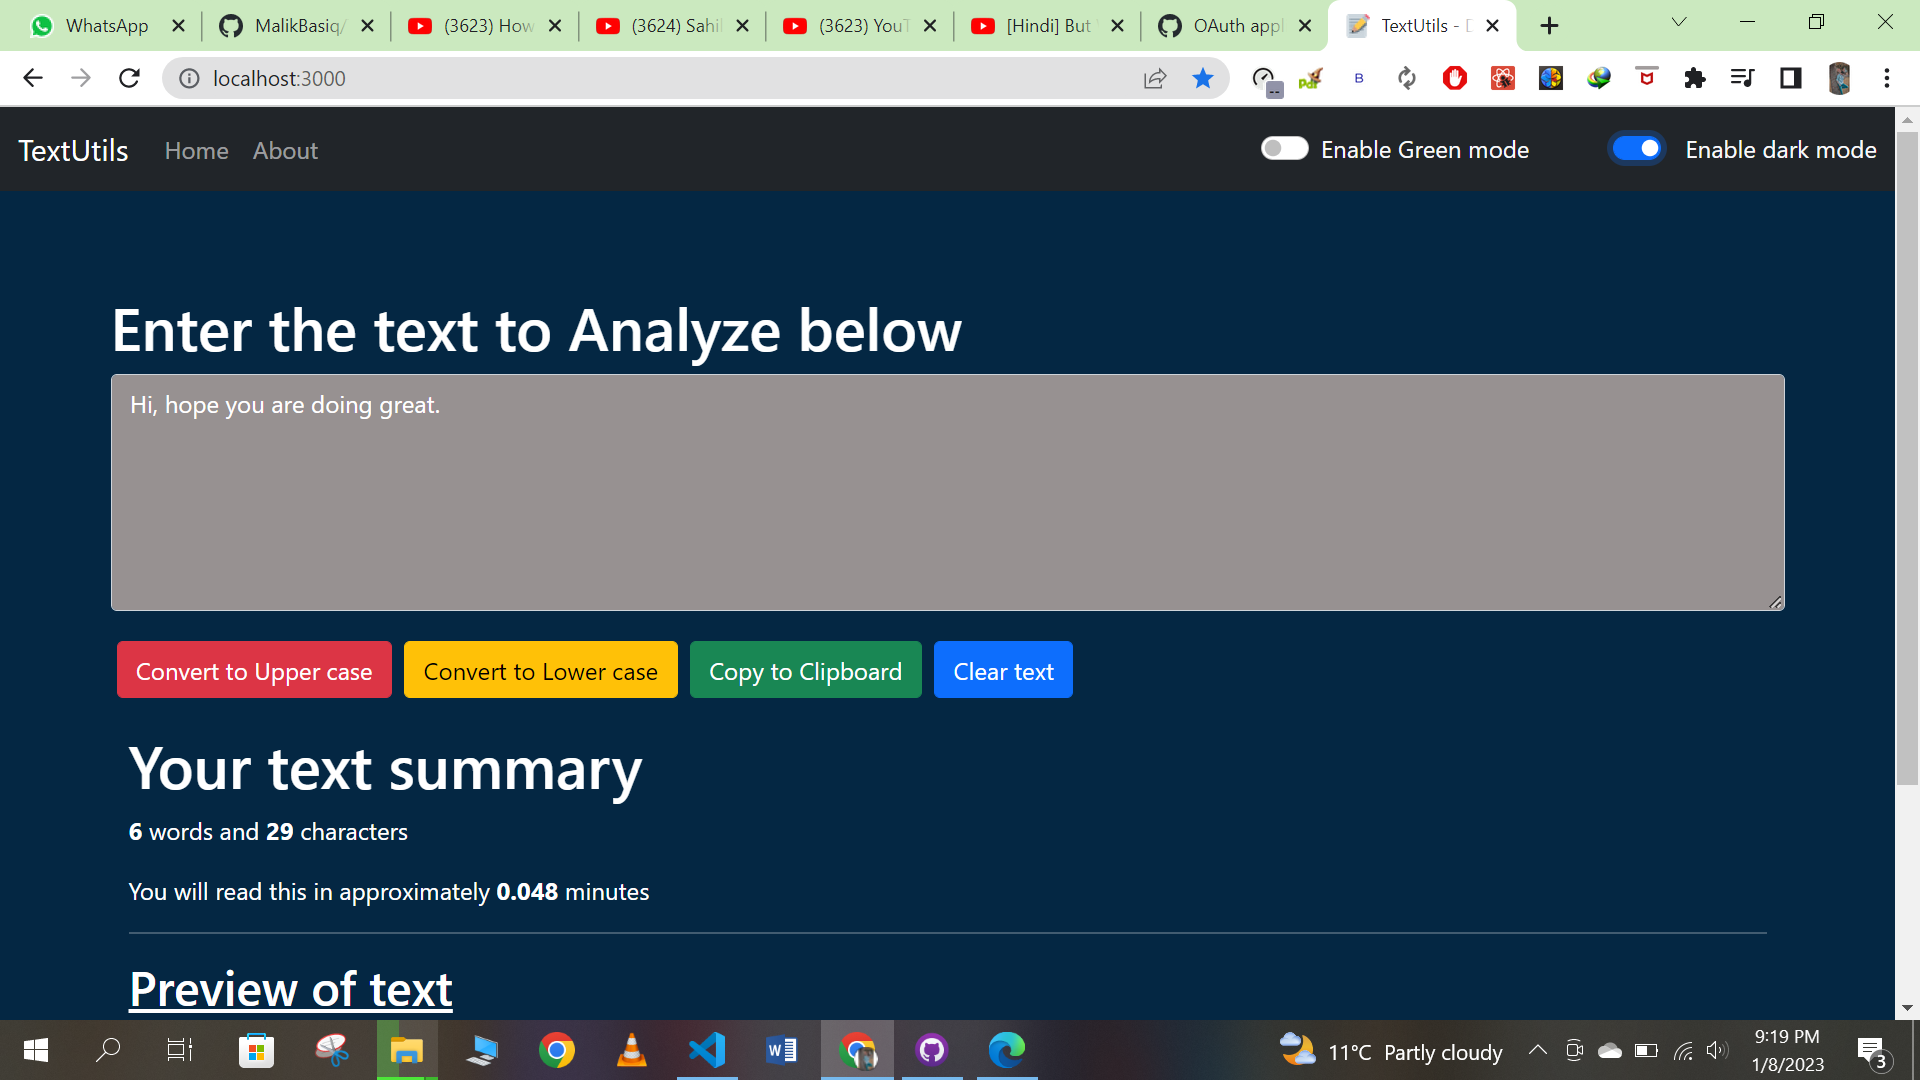 WhatsApp
MalikBasiq/
(3623) How
(3624) Sahil
(3623) YouT
[Hindi] But
OAuth appl
TextUtils - D
localhost:3000
TextUtils Home About Enable Green mode Enable dark mode
Enter the text to Analyze below
Hi, hope you are doing great.
Convert to Upper case Convert to Lower case Copy to Clipboard Clear text
Your text summary
6 words and 29 characters
You will read this in approximately 0.048 minutes
Preview of text
11°C Partly cloudy
9:19 PM
1/8/2023
3